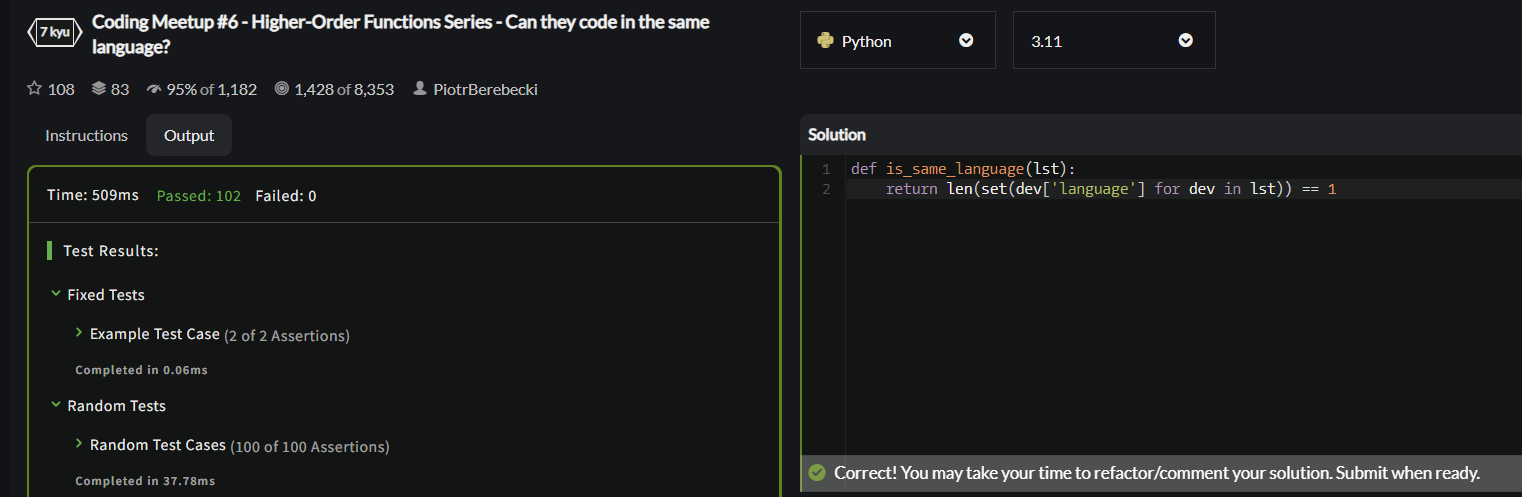 7 kyu
Coding Meetup #6 - Higher-Order Functions Series - Can they code in the same
language?
108 83 95% of 1,182 1,428 of 8,353 PiotrBerebecki
Python
3.11
Instructions Output
Time: 509ms Passed: 102 Failed: 0
Test Results:
Fixed Tests
Example Test Case (2 of 2 Assertions)
Completed in 0.06ms
Random Tests
Random Test Cases (100 of 100 Assertions)
Completed in 37.78ms
Solution
1 def is_same_language(lst):
2     return len(set(dev['language'] for dev in lst)) == 1
Correct! You may take your time to refactor/comment your solution. Submit when ready.